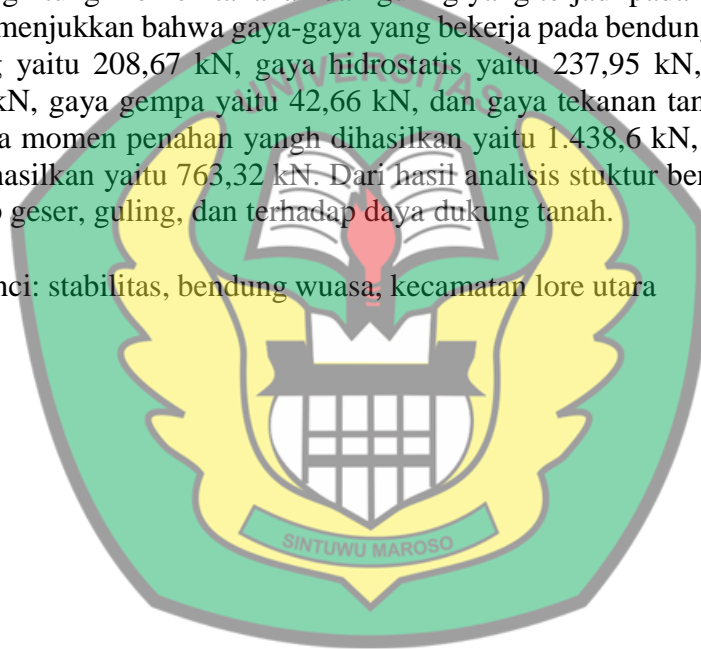 menjukkan bahwa gaya-gaya yang bekerja pada bendung
yaitu 208,67 kN, gaya hidrostatis yaitu 237,95 kN,
kN, gaya gempa yaitu 42,66 kN, dan gaya tekanan tan
a momen penahan yangh dihasilkan yaitu 1.438,6 kN,
hasilkan yaitu 763,32 kN. Dari hasil analisis stuktur ben
geser, guling, dan terhadap daya dukung tanah.
nci: stabilitas, bendung wuasa, kecamatan lore utara
UNIVERSITAS
SINTUWU MAROSO